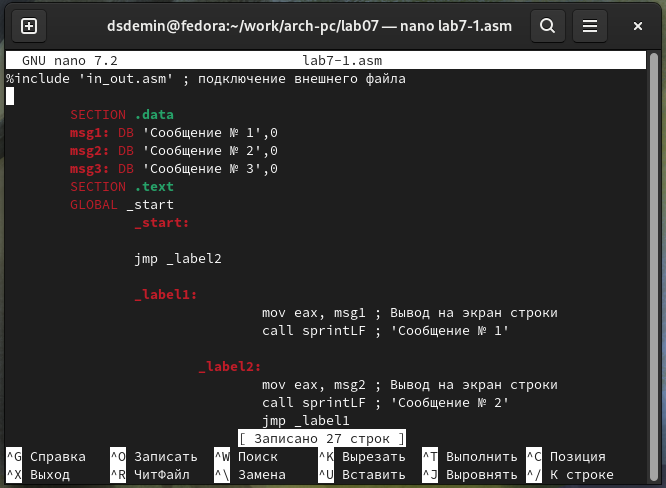 dsdemin@fedora:~/work/arch-pc/lab07 — nano lab7-1.asm
GNU nano 7.2 lab7-1.asm
%include 'in_out.asm' ; подключение внешнего файла
SECTION .data
msg1: DB 'Сообщение № 1',0
msg2: DB 'Сообщение № 2',0
msg3: DB 'Сообщение № 3',0
SECTION .text
GLOBAL _start
_start:
jmp _label2
_label1:
mov eax, msg1 ; Вывод на экран строки
call sprintLF ; 'Сообщение № 1'
_label2:
mov eax, msg2 ; Вывод на экран строки
call sprintLF ; 'Сообщение № 2'
jmp _label1
[ Записано 27 строк ]
^G Справка ^O Записать ^W Поиск ^K Вырезать ^T Выполнить ^C Позиция
^X Выход ^R ЧитФайл ^\ Замена ^U Вставить ^J Выровнять ^/ К строке